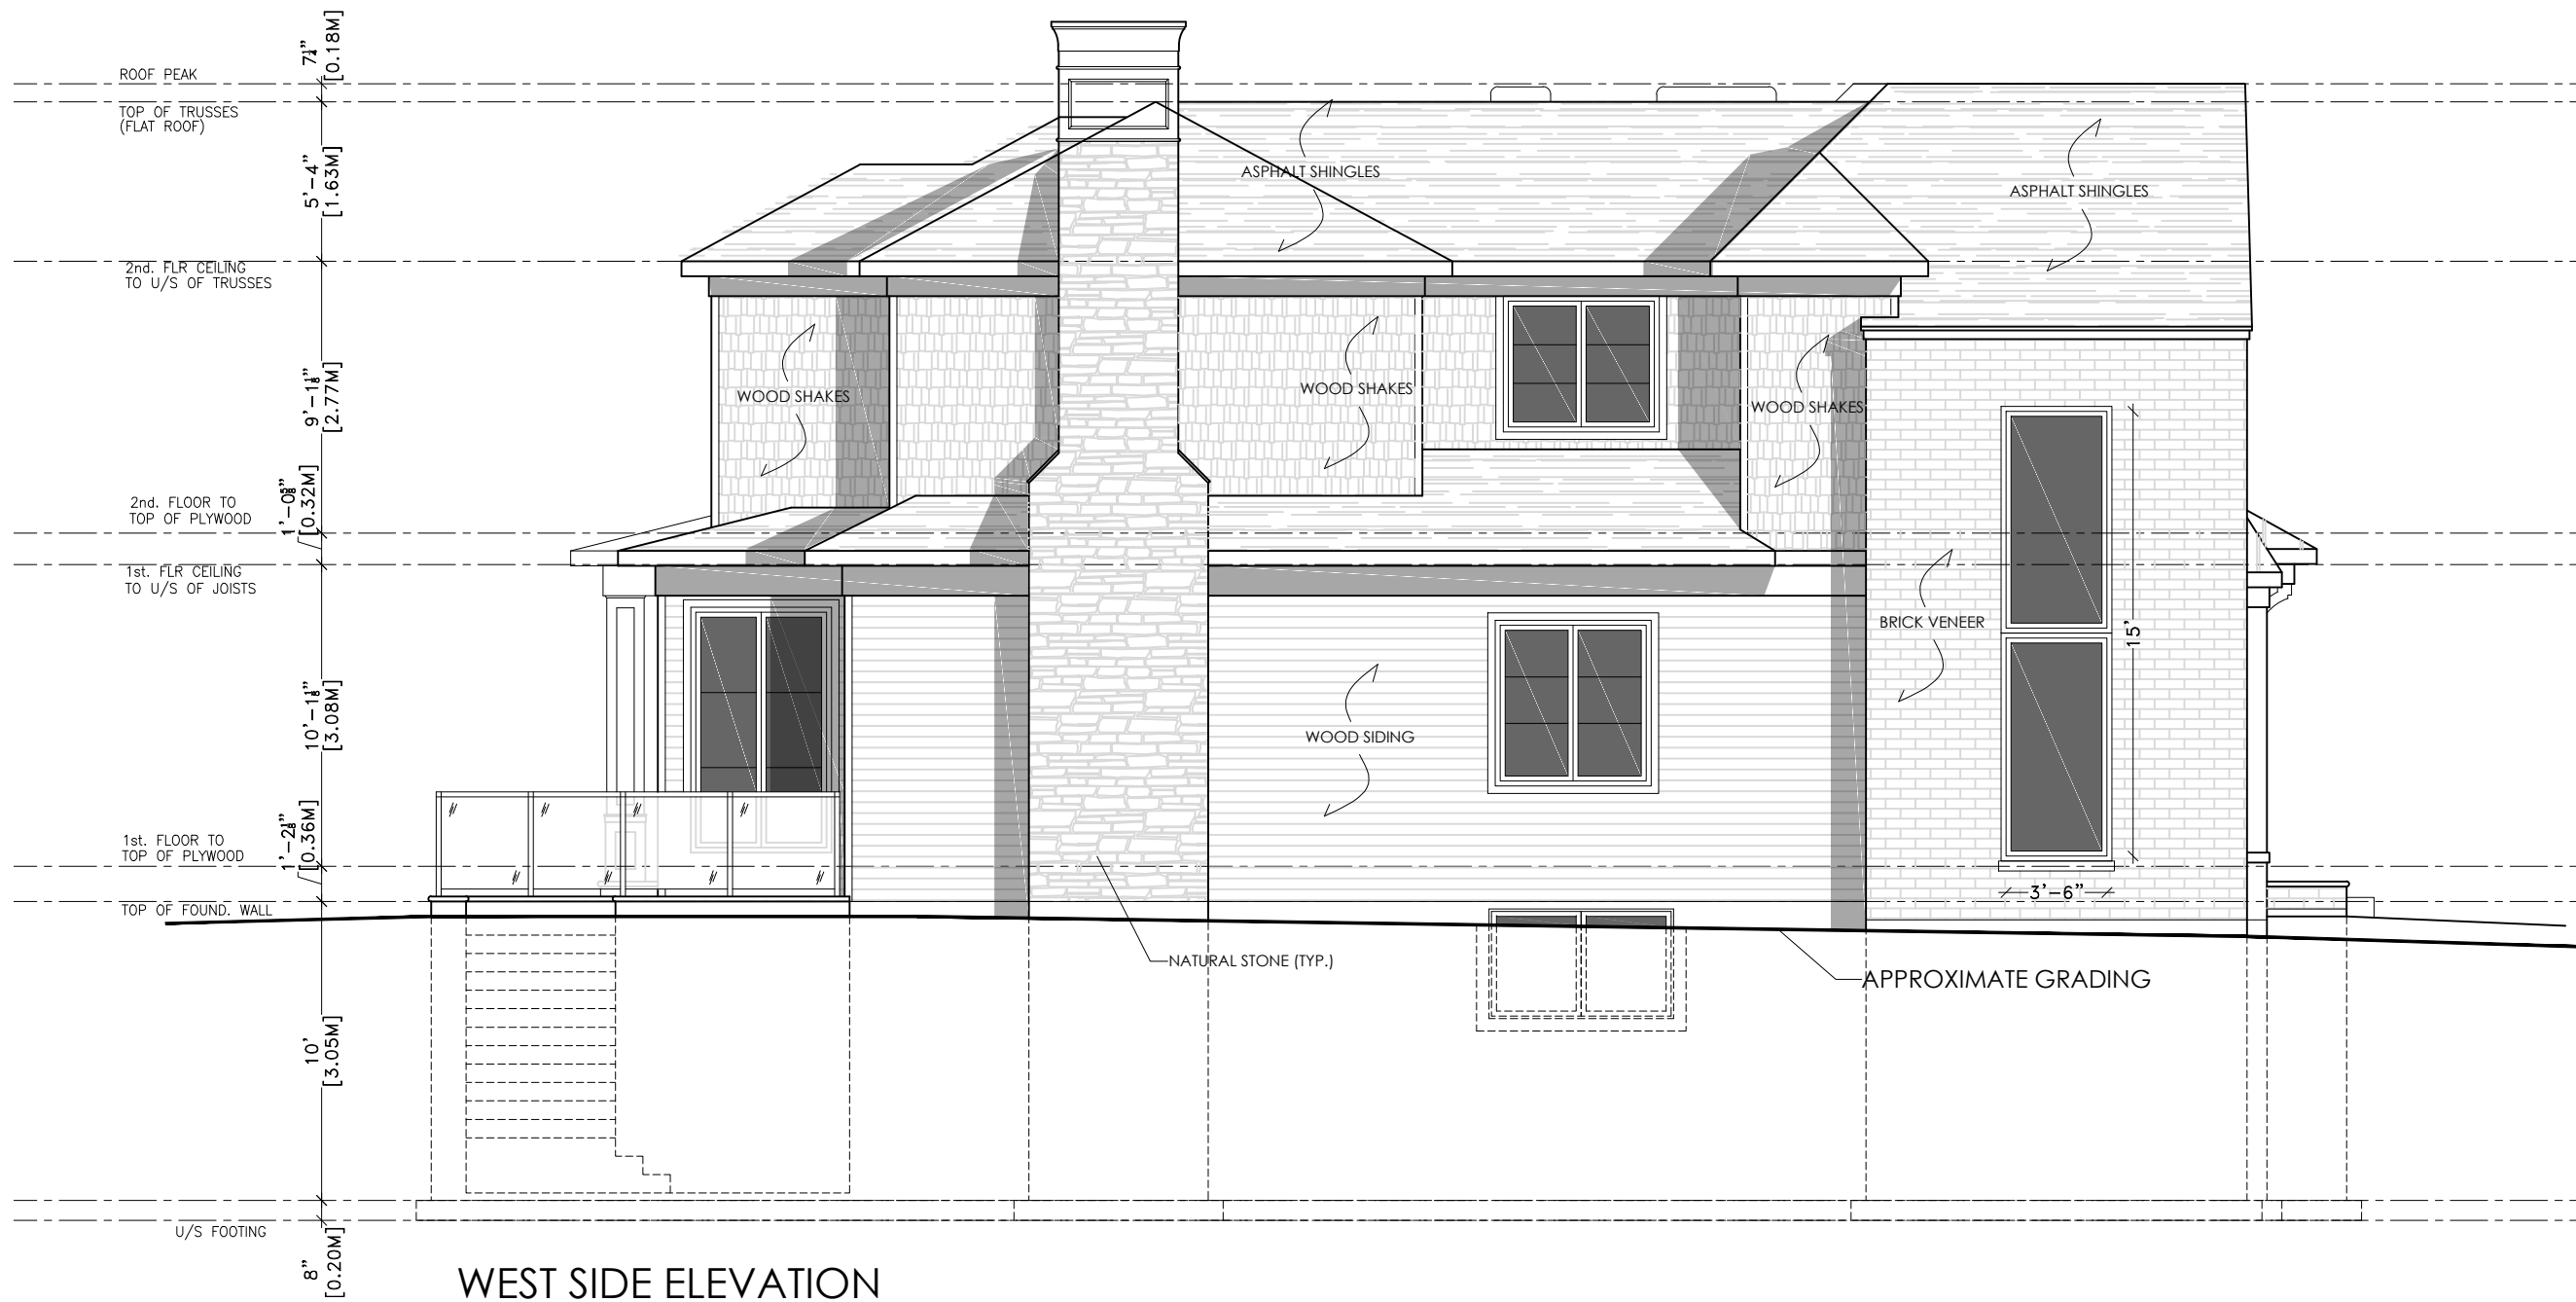 7¼"
[0.18M]
ROOF PEAK
TOP OF TRUSSES
(FLAT ROOF)
5'-4"
[1.63M]
ASPHALT SHINGLES
ASPHALT SHINGLES
2nd. FLR CEILING
TO U/S OF TRUSSES
9'-1⅛"
[2.77M]
WOOD SHAKES
WOOD SHAKES
WOOD SHAKES
2nd. FLOOR TO
TOP OF PLYWOOD
1'-0⅝"
[0.32M]
1st. FLR CEILING
TO U/S OF JOISTS
BRICK VENEER
15'
10'-1⅛"
[3.08M]
WOOD SIDING
1st. FLOOR TO
TOP OF PLYWOOD
1'-2⅛"
[0.36M]
3'-6"
TOP OF FOUND. WALL
NATURAL STONE (TYP.)
APPROXIMATE GRADING
10'
[3.05M]
U/S FOOTING
8"
[0.20M]
WEST SIDE ELEVATION